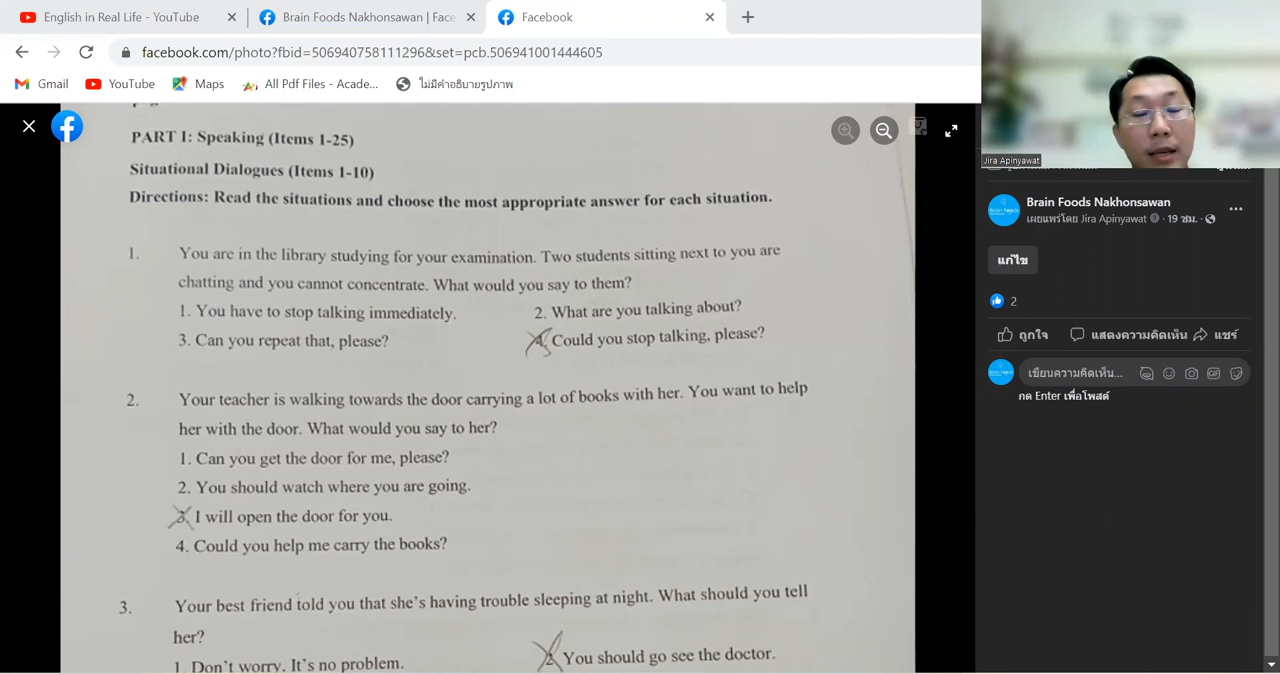 English in Real Life - YouTube
Brain Foods Nakhonsawan | Face
Facebook
facebook.com/photo?fbid=506940758111296&set=pcb.506941001444605
Gmail
YouTube
Maps
All Pdf Files - Acade...
ไม่มีคำอธิบายรูปภาพ
PART I: Speaking (Items 1-25)
Situational Dialogues (Items 1-10)
Directions: Read the situations and choose the most appropriate answer for each situation.
1. You are in the library studying for your examination. Two students sitting next to you are
chatting and you cannot concentrate. What would you say to them?
1. You have to stop talking immediately. 2. What are you talking about?
3. Can you repeat that, please? 4. Could you stop talking, please?
2. Your teacher is walking towards the door carrying a lot of books with her. You want to help
her with the door. What would you say to her?
1. Can you get the door for me, please?
2. You should watch where you are going.
3. I will open the door for you.
4. Could you help me carry the books?
3. Your best friend told you that she's having trouble sleeping at night. What should you tell
her?
1. Don't worry. It's no problem. 2. You should go see the doctor.
Jira Apinyawat
Brain Foods Nakhonsawan
เผยแพร่โดย Jira Apinyawat
19 ชม.
แก้ไข
2
ถูกใจ
แสดงความคิดเห็น
แชร์
เขียนความคิดเห็น...
กด Enter เพื่อโพสต์